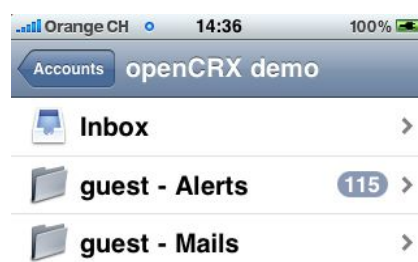 Orange CH 14:36 100%
Accounts openCRX demo
Inbox
guest - Alerts 115
guest - Mails